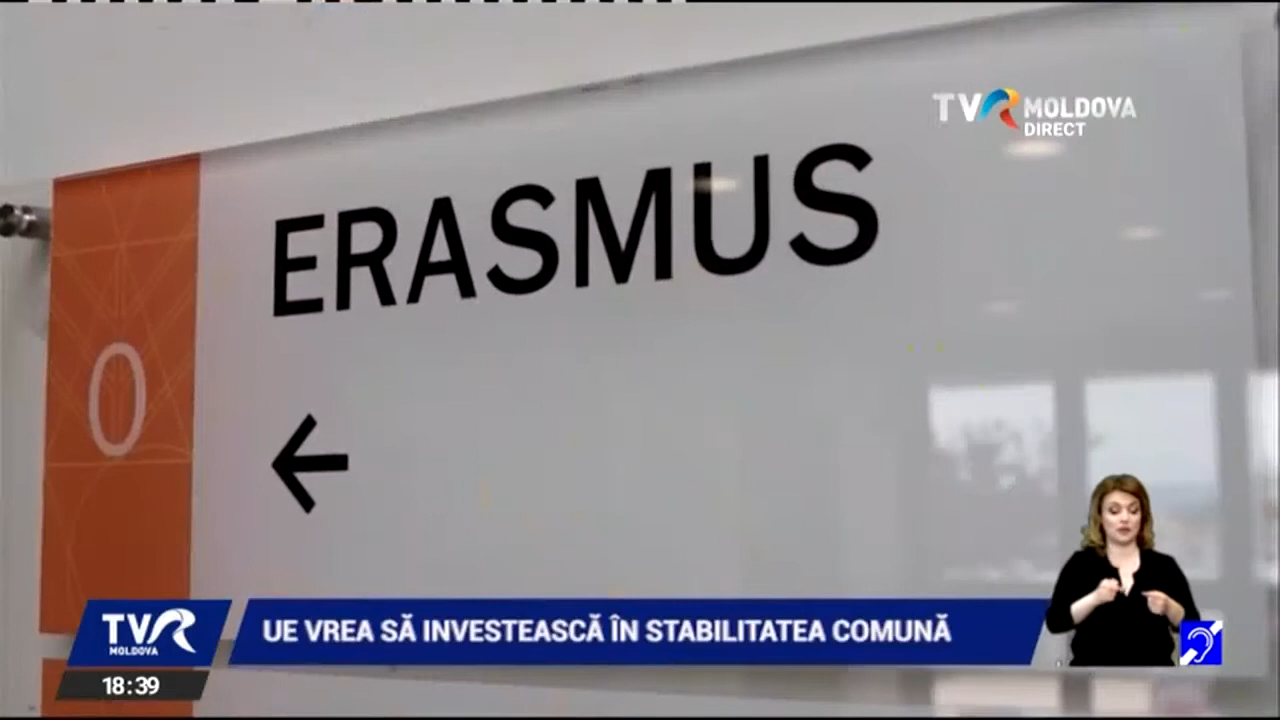 TVR MOLDOVA
DIRECT
ERASMUS
0
←
TVR
MOLDOVA
UE VREA SĂ INVESTEASCĂ ÎN STABILITATEA COMUNĂ
18:39